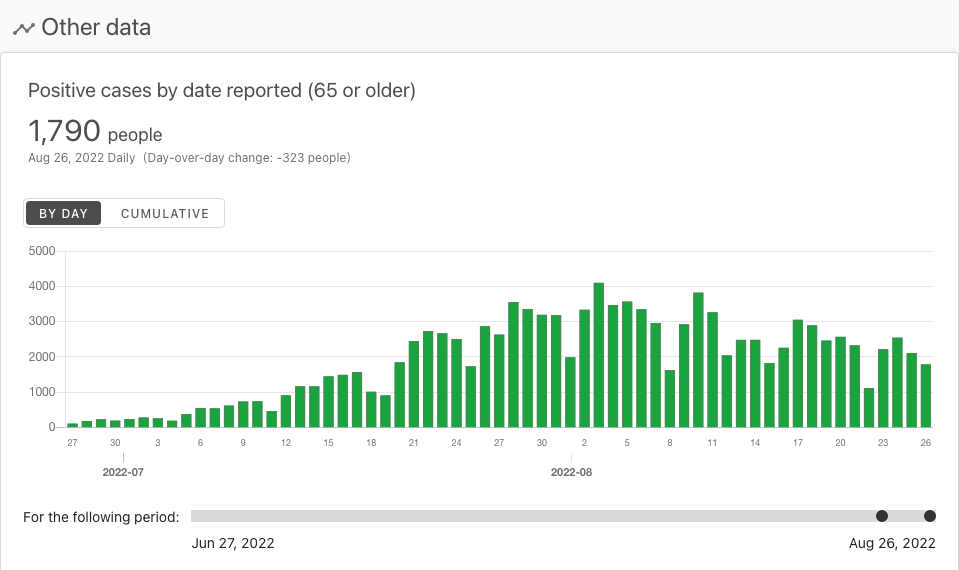 Other data
Positive cases by date reported (65 or older)
1,790 people
Aug 26, 2022 Daily (Day-over-day change: -323 people)
BY DAY CUMULATIVE
5000
4000
3000
2000
1000
0
27 30 3 6 9 12 15 18 21 24 27 30 2 5 8 11 14 17 20 23 26
2022-07 2022-08
For the following period:
Jun 27, 2022 Aug 26, 2022